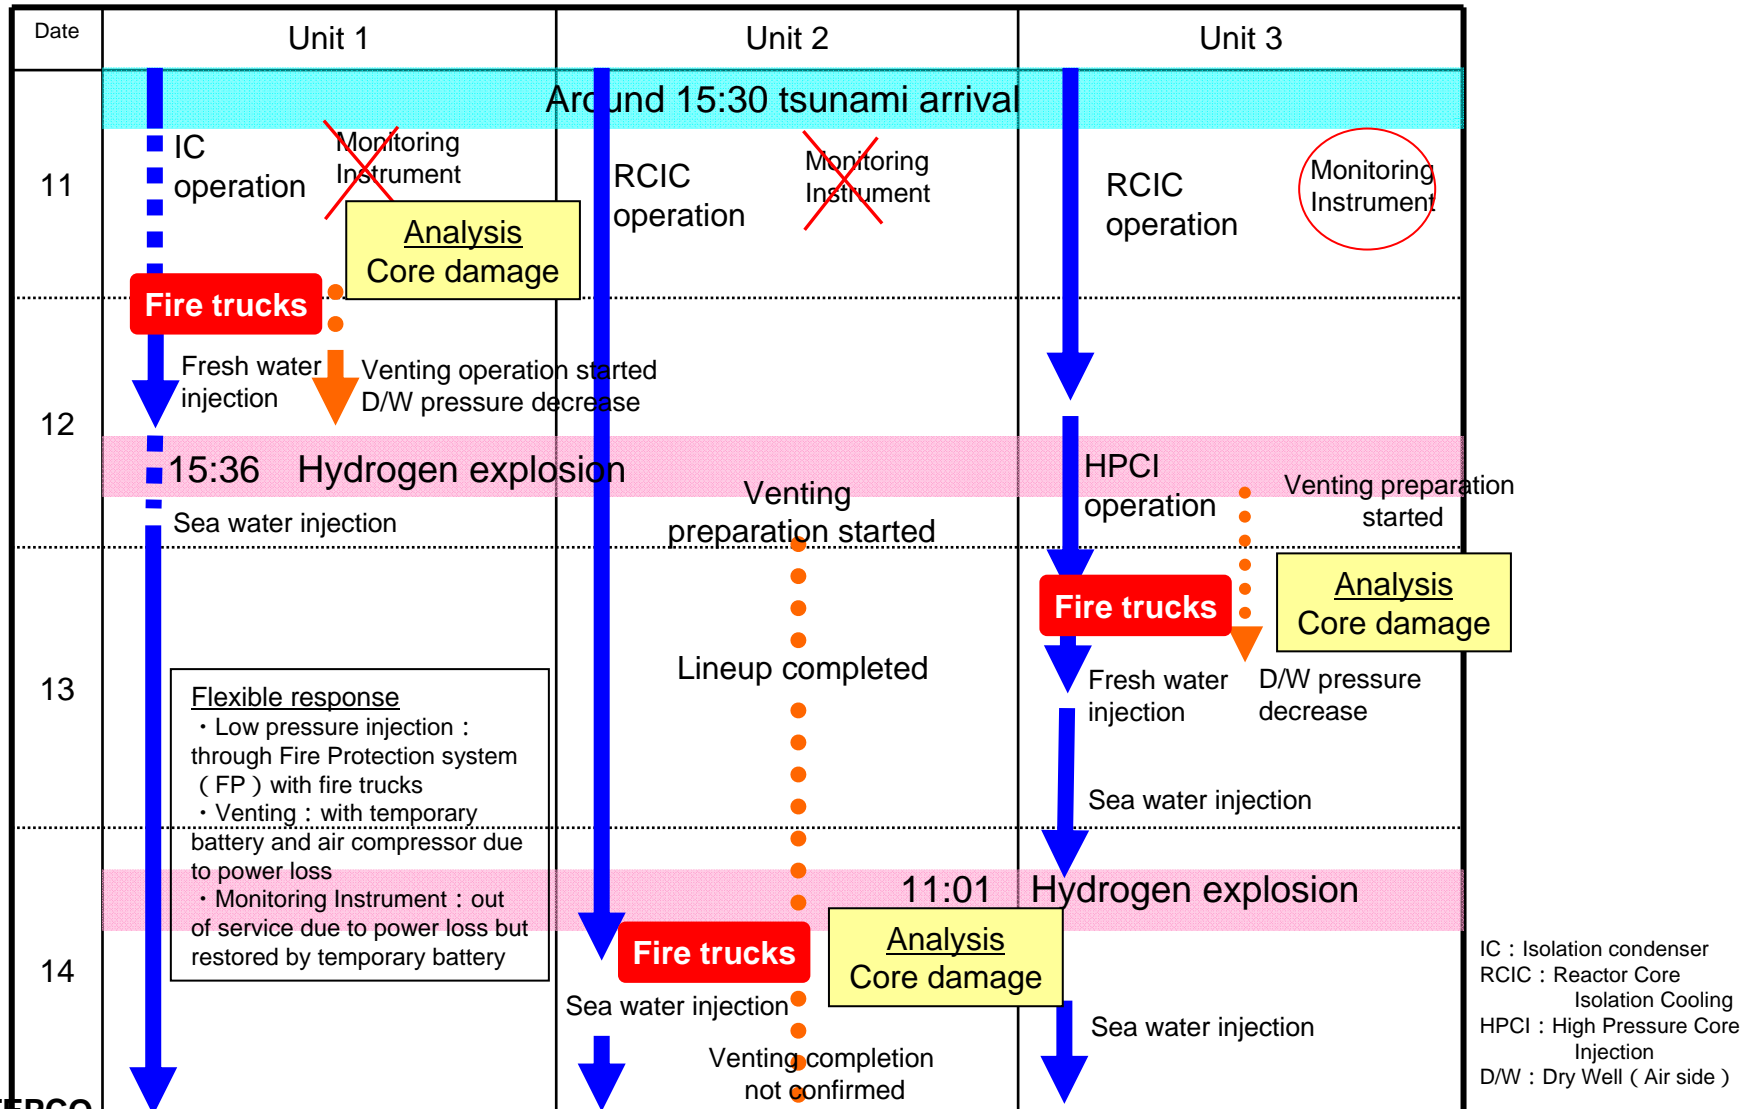 Date
Unit 1
Unit 2
Unit 3
Around 15:30 tsunami arrival
11
IC
operation
Monitoring
Instrument
Analysis
Core damage
RCIC
operation
Monitoring
Instrument
RCIC
operation
Monitoring
Instrument
Fire trucks
12
Fresh water
injection
Venting operation started
D/W pressure decrease
15:36 Hydrogen explosion
Sea water injection
Venting
preparation started
HPCI
operation
Venting preparation
started
13
Flexible response
・Low pressure injection：
through Fire Protection system
（FP）with fire trucks
・Venting：with temporary
battery and air compressor due
to power loss
・Monitoring Instrument：out
of service due to power loss but
restored by temporary battery
Lineup completed
Fire trucks
Analysis
Core damage
Fresh water
injection
D/W pressure
decrease
Sea water injection
11:01 Hydrogen explosion
14
Fire trucks
Analysis
Core damage
Sea water injection
Venting completion
not confirmed
Sea water injection
IC：Isolation condenser
RCIC：Reactor Core
Isolation Cooling
HPCI：High Pressure Core
Injection
D/W：Dry Well（Air side）
TEPCO